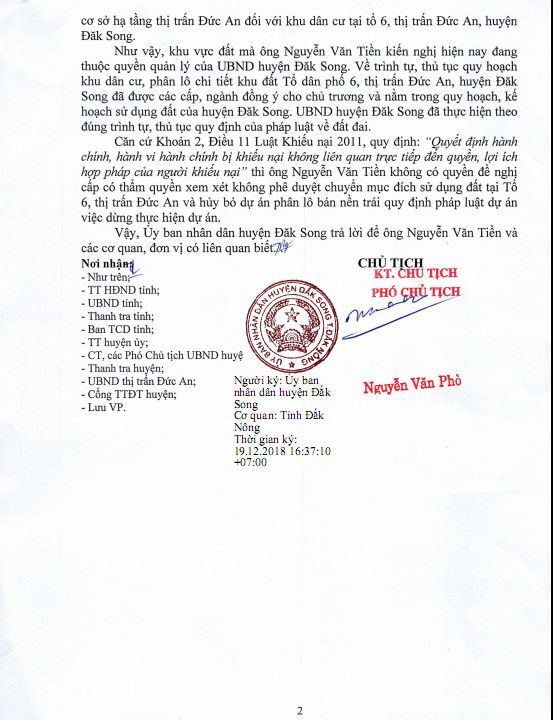 cơ sở hạ tầng thị trấn Đức An đối với khu dân cư tại tổ 6, thị trấn Đức An, huyện
Đăk Song.
Như vậy, khu vực đất mà ông Nguyễn Văn Tiền kiến nghị hiện nay đang
thuộc quyền quản lý của UBND huyện Đăk Song. Về trình tự, thủ tục quy hoạch
khu dân cư, phân lô chi tiết khu đất Tổ dân phố 6, thị trấn Đức An, huyện Đăk
Song đã được các cấp, ngành đồng ý cho chủ trương và nằm trong quy hoạch, kế
hoạch sử dụng đất của huyện Đăk Song. UBND huyện Đăk Song đã thực hiện theo
đúng trình tự, thủ tục quy định của pháp luật về đất đai.
Căn cứ Khoản 2, Điều 11 Luật Khiếu nại 2011, quy định: “Quyết định hành
chính, hành vi hành chính bị khiếu nại không liên quan trực tiếp đến quyền, lợi ích
hợp pháp của người khiếu nại” thì ông Nguyễn Văn Tiền không có quyền đề nghị
cấp có thẩm quyền xem xét không phê duyệt chuyển mục đích sử dụng đất tại Tổ
6, thị trấn Đức An và hủy bỏ dự án phân lô bán nền trái quy định pháp luật dự án
việc dừng thực hiện dự án.
Vậy, Ủy ban nhân dân huyện Đăk Song trả lời để ông Nguyễn Văn Tiền và
các cơ quan, đơn vị có liên quan biết.
Nơi nhận
- Như trên;
- TT HĐND tỉnh;
- UBND tỉnh;
- Thanh tra tỉnh;
- Ban TCD tỉnh;
- TT huyện ủy;
- CT, các Phó Chủ tịch UBND huyệ
- Thanh tra huyện;
- UBND thị trấn Đức An;
- Cổng TTĐT huyện;
- Lưu VP.
CHỦ TỊCH
KT. CHỦ TỊCH
PHÓ CHỦ TỊCH
ỦY BAN NHÂN DÂN HUYỆN ĐĂK SONG T.ĐĂK NÔNG
Nguyễn Văn Phò
Người ký: Ủy ban
nhân dân huyện Đắk
Song
Cơ quan: Tỉnh Đắk
Nông
Thời gian ký:
19.12.2018 16:37:10
+07:00
2